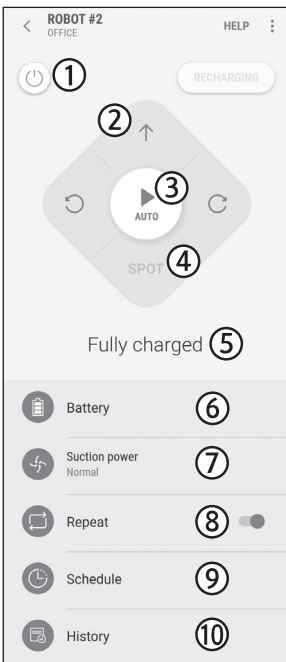 ROBOT #2
OFFICE
HELP
①
RECHARGING
②
③
AUTO
SPOT ④
Fully charged ⑤
Battery ⑥
Suction power ⑦
Normal
Repeat ⑧
Schedule ⑨
History ⑩